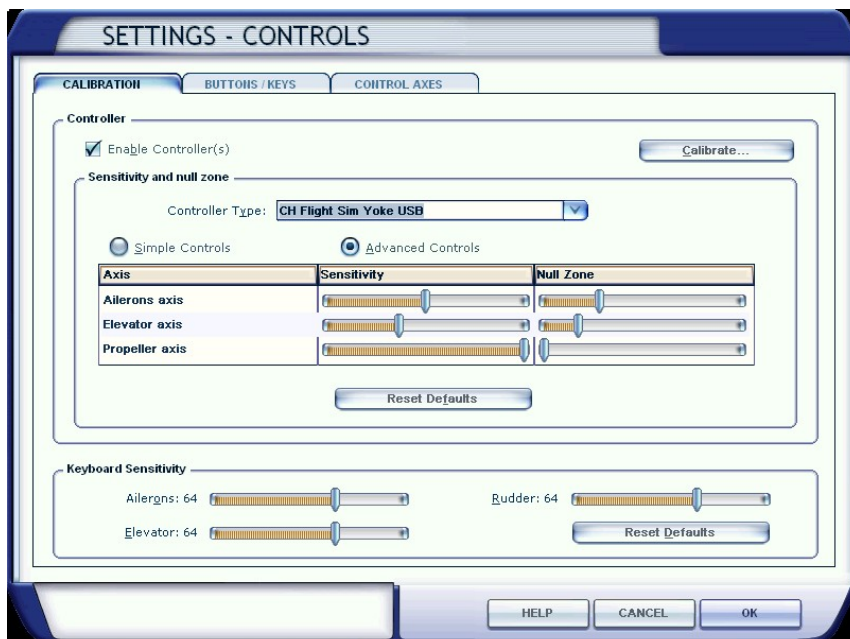 SETTINGS - CONTROLS
CALIBRATION BUTTONS / KEYS CONTROL AXES
Controller
Enable Controller(s) Calibrate...
Sensitivity and null zone
Controller Type: CH Flight Sim Yoke USB
Simple Controls Advanced Controls
Axis Sensitivity Null Zone
Ailerons axis
Elevator axis
Propeller axis
Reset Defaults
Keyboard Sensitivity
Ailerons: 64 Rudder: 64
Elevator: 64 Reset Defaults
HELP CANCEL OK